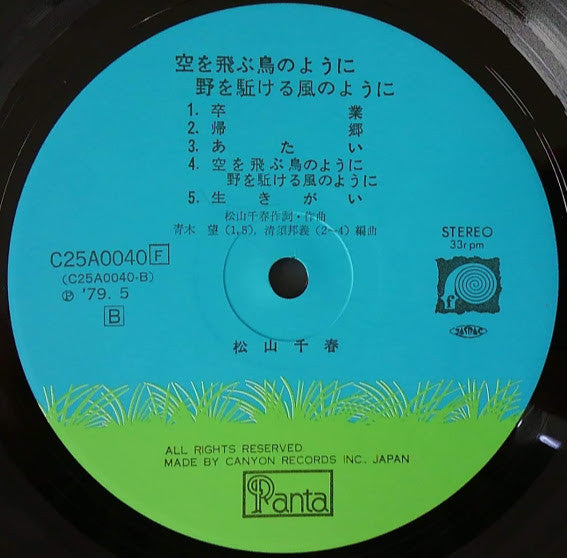 空を飛ぶ鳥のように
野を駈ける風のように
1. 卒業
2. 帰郷
3. あたい
4. 空を飛ぶ鳥のように
野を駈ける風のように
5. 生きがい
松山千春作詞・作曲
青木 望(1,5), 清須邦義(2〜4)編曲
C25A0040 F
(C25A0040-B)
Ⓟ '79. 5
B
STEREO
33rpm
f
JASRAC
松山千春
ALL RIGHTS RESERVED
MADE BY CANYON RECORDS INC. JAPAN
Panta